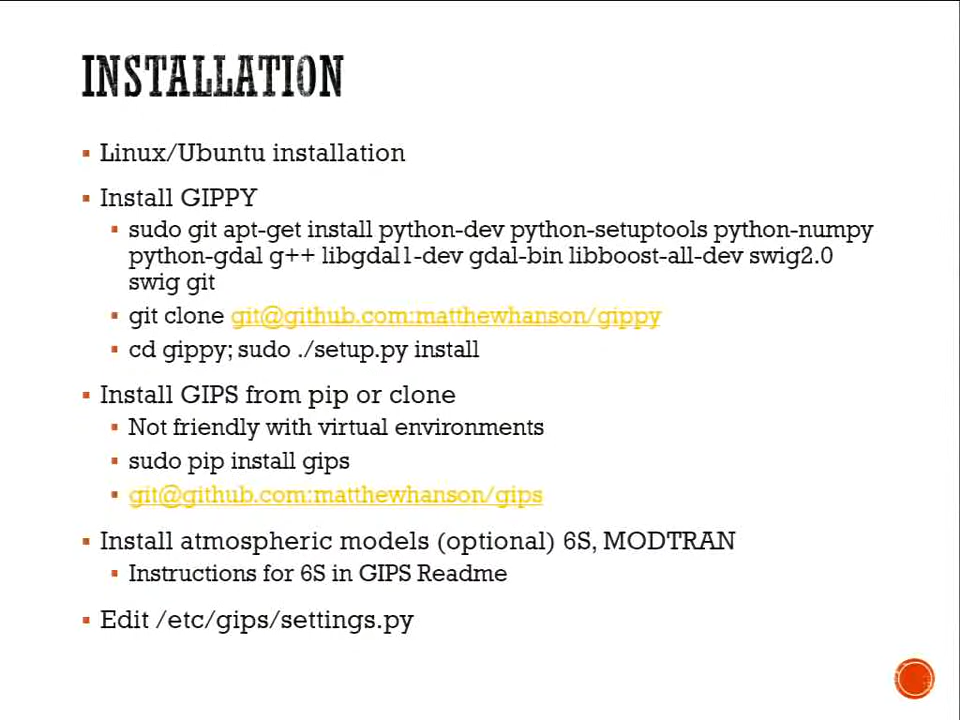 INSTALLATION
Linux/Ubuntu installation
Install GIPPY
sudo git apt-get install python-dev python-setuptools python-numpy
python-gdal g++ libgdal1-dev gdal-bin libboost-all-dev swig2.0
swig git
git clone git@github.com:matthewhanson/gippy
cd gippy; sudo ./setup.py install
Install GIPS from pip or clone
Not friendly with virtual environments
sudo pip install gips
git@github.com:matthewhanson/gips
Install atmospheric models (optional) 6S, MODTRAN
Instructions for 6S in GIPS Readme
Edit /etc/gips/settings.py